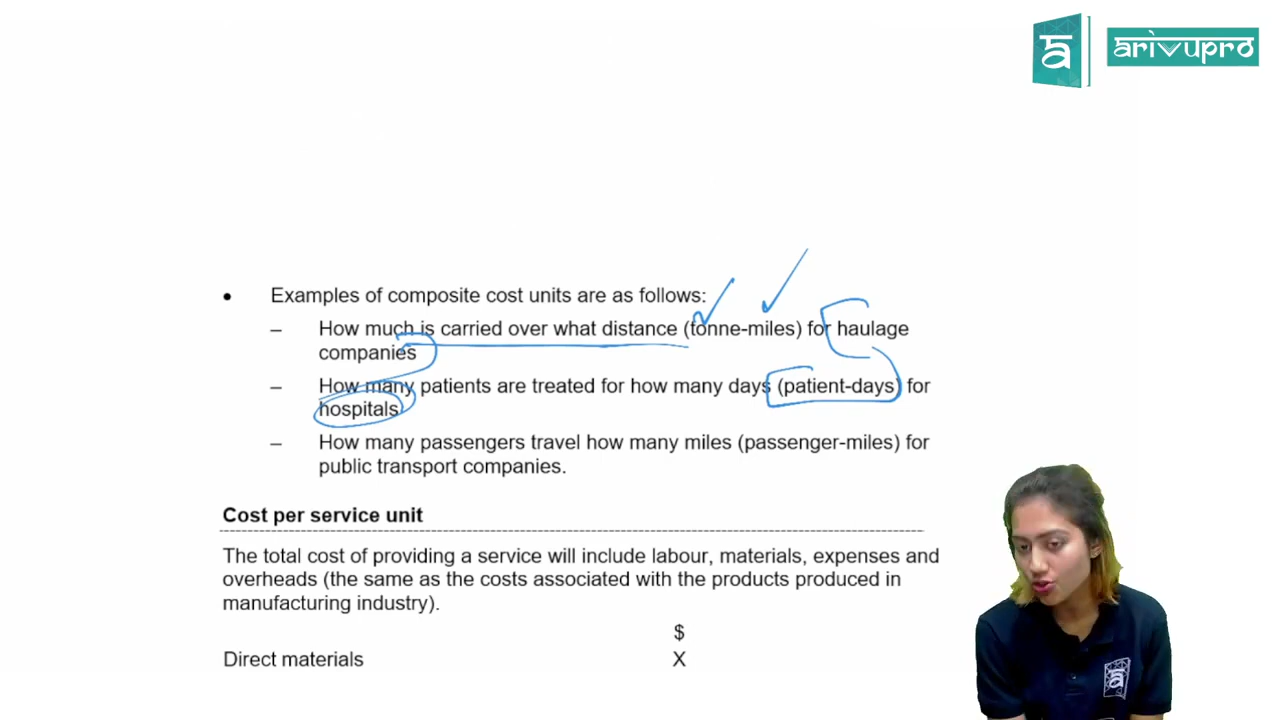 arivupro
• Examples of composite cost units are as follows:
– How much is carried over what distance (tonne-miles) for haulage
companies
– How many patients are treated for how many days (patient-days) for
hospitals
– How many passengers travel how many miles (passenger-miles) for
public transport companies.
Cost per service unit
The total cost of providing a service will include labour, materials, expenses and
overheads (the same as the costs associated with the products produced in
manufacturing industry).
$
Direct materials X